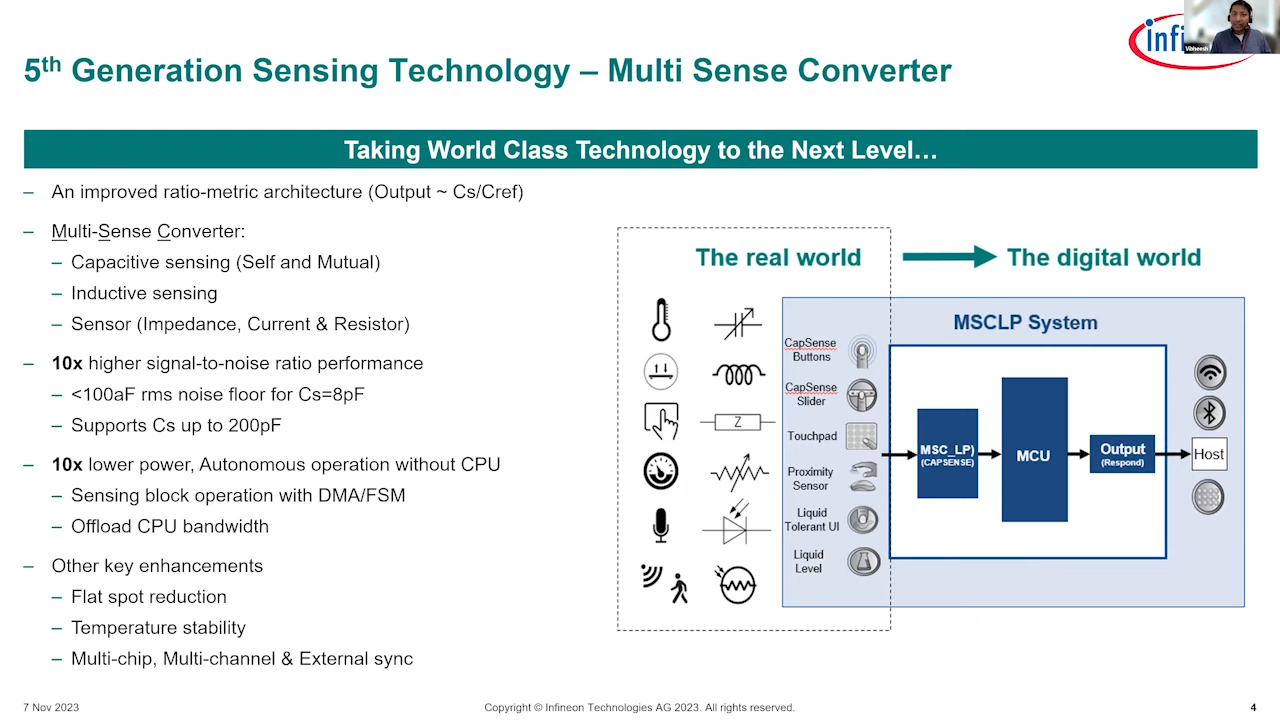 infi
Vibheesh
5th Generation Sensing Technology – Multi Sense Converter
Taking World Class Technology to the Next Level…
– An improved ratio-metric architecture (Output ~ Cs/Cref)
– Multi-Sense Converter:
– Capacitive sensing (Self and Mutual)
– Inductive sensing
– Sensor (Impedance, Current & Resistor)
– 10x higher signal-to-noise ratio performance
– <100aF rms noise floor for Cs=8pF
– Supports Cs up to 200pF
– 10x lower power, Autonomous operation without CPU
– Sensing block operation with DMA/FSM
– Offload CPU bandwidth
– Other key enhancements
– Flat spot reduction
– Temperature stability
– Multi-chip, Multi-channel & External sync
The real world
The digital world
MSCLP System
CapSense
Buttons
CapSense
Slider
Touchpad
Proximity
Sensor
Liquid
Tolerant UI
Liquid
Level
Z
MSC_LP)
(CAPSENSE)
MCU
Output
(Respond)
Host
7 Nov 2023
Copyright © Infineon Technologies AG 2023. All rights reserved.
4